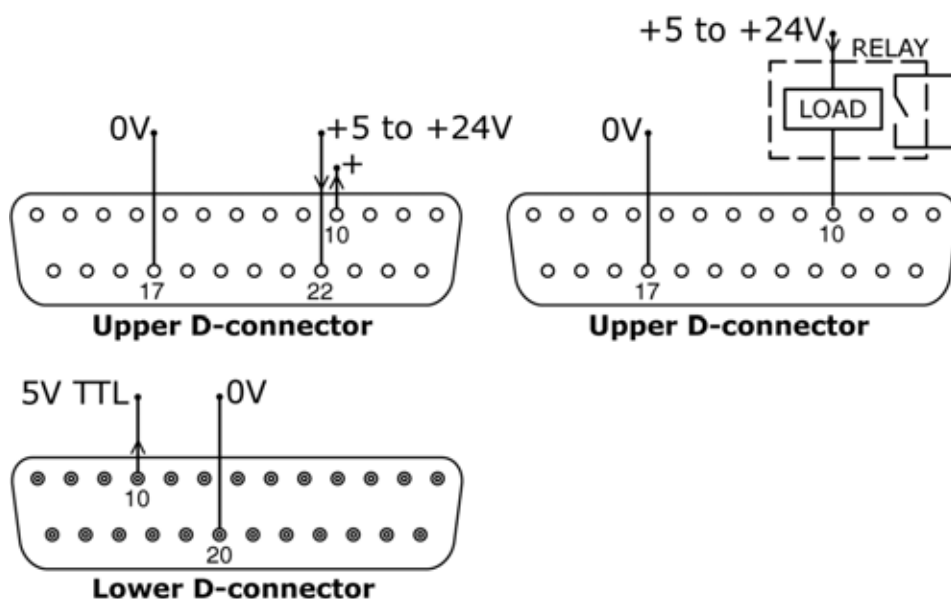 +5 to +24V
RELAY
LOAD
0V
+5 to +24V
+
0V
10
10
17
22
17
Upper D-connector
Upper D-connector
5V TTL
0V
10
20
Lower D-connector